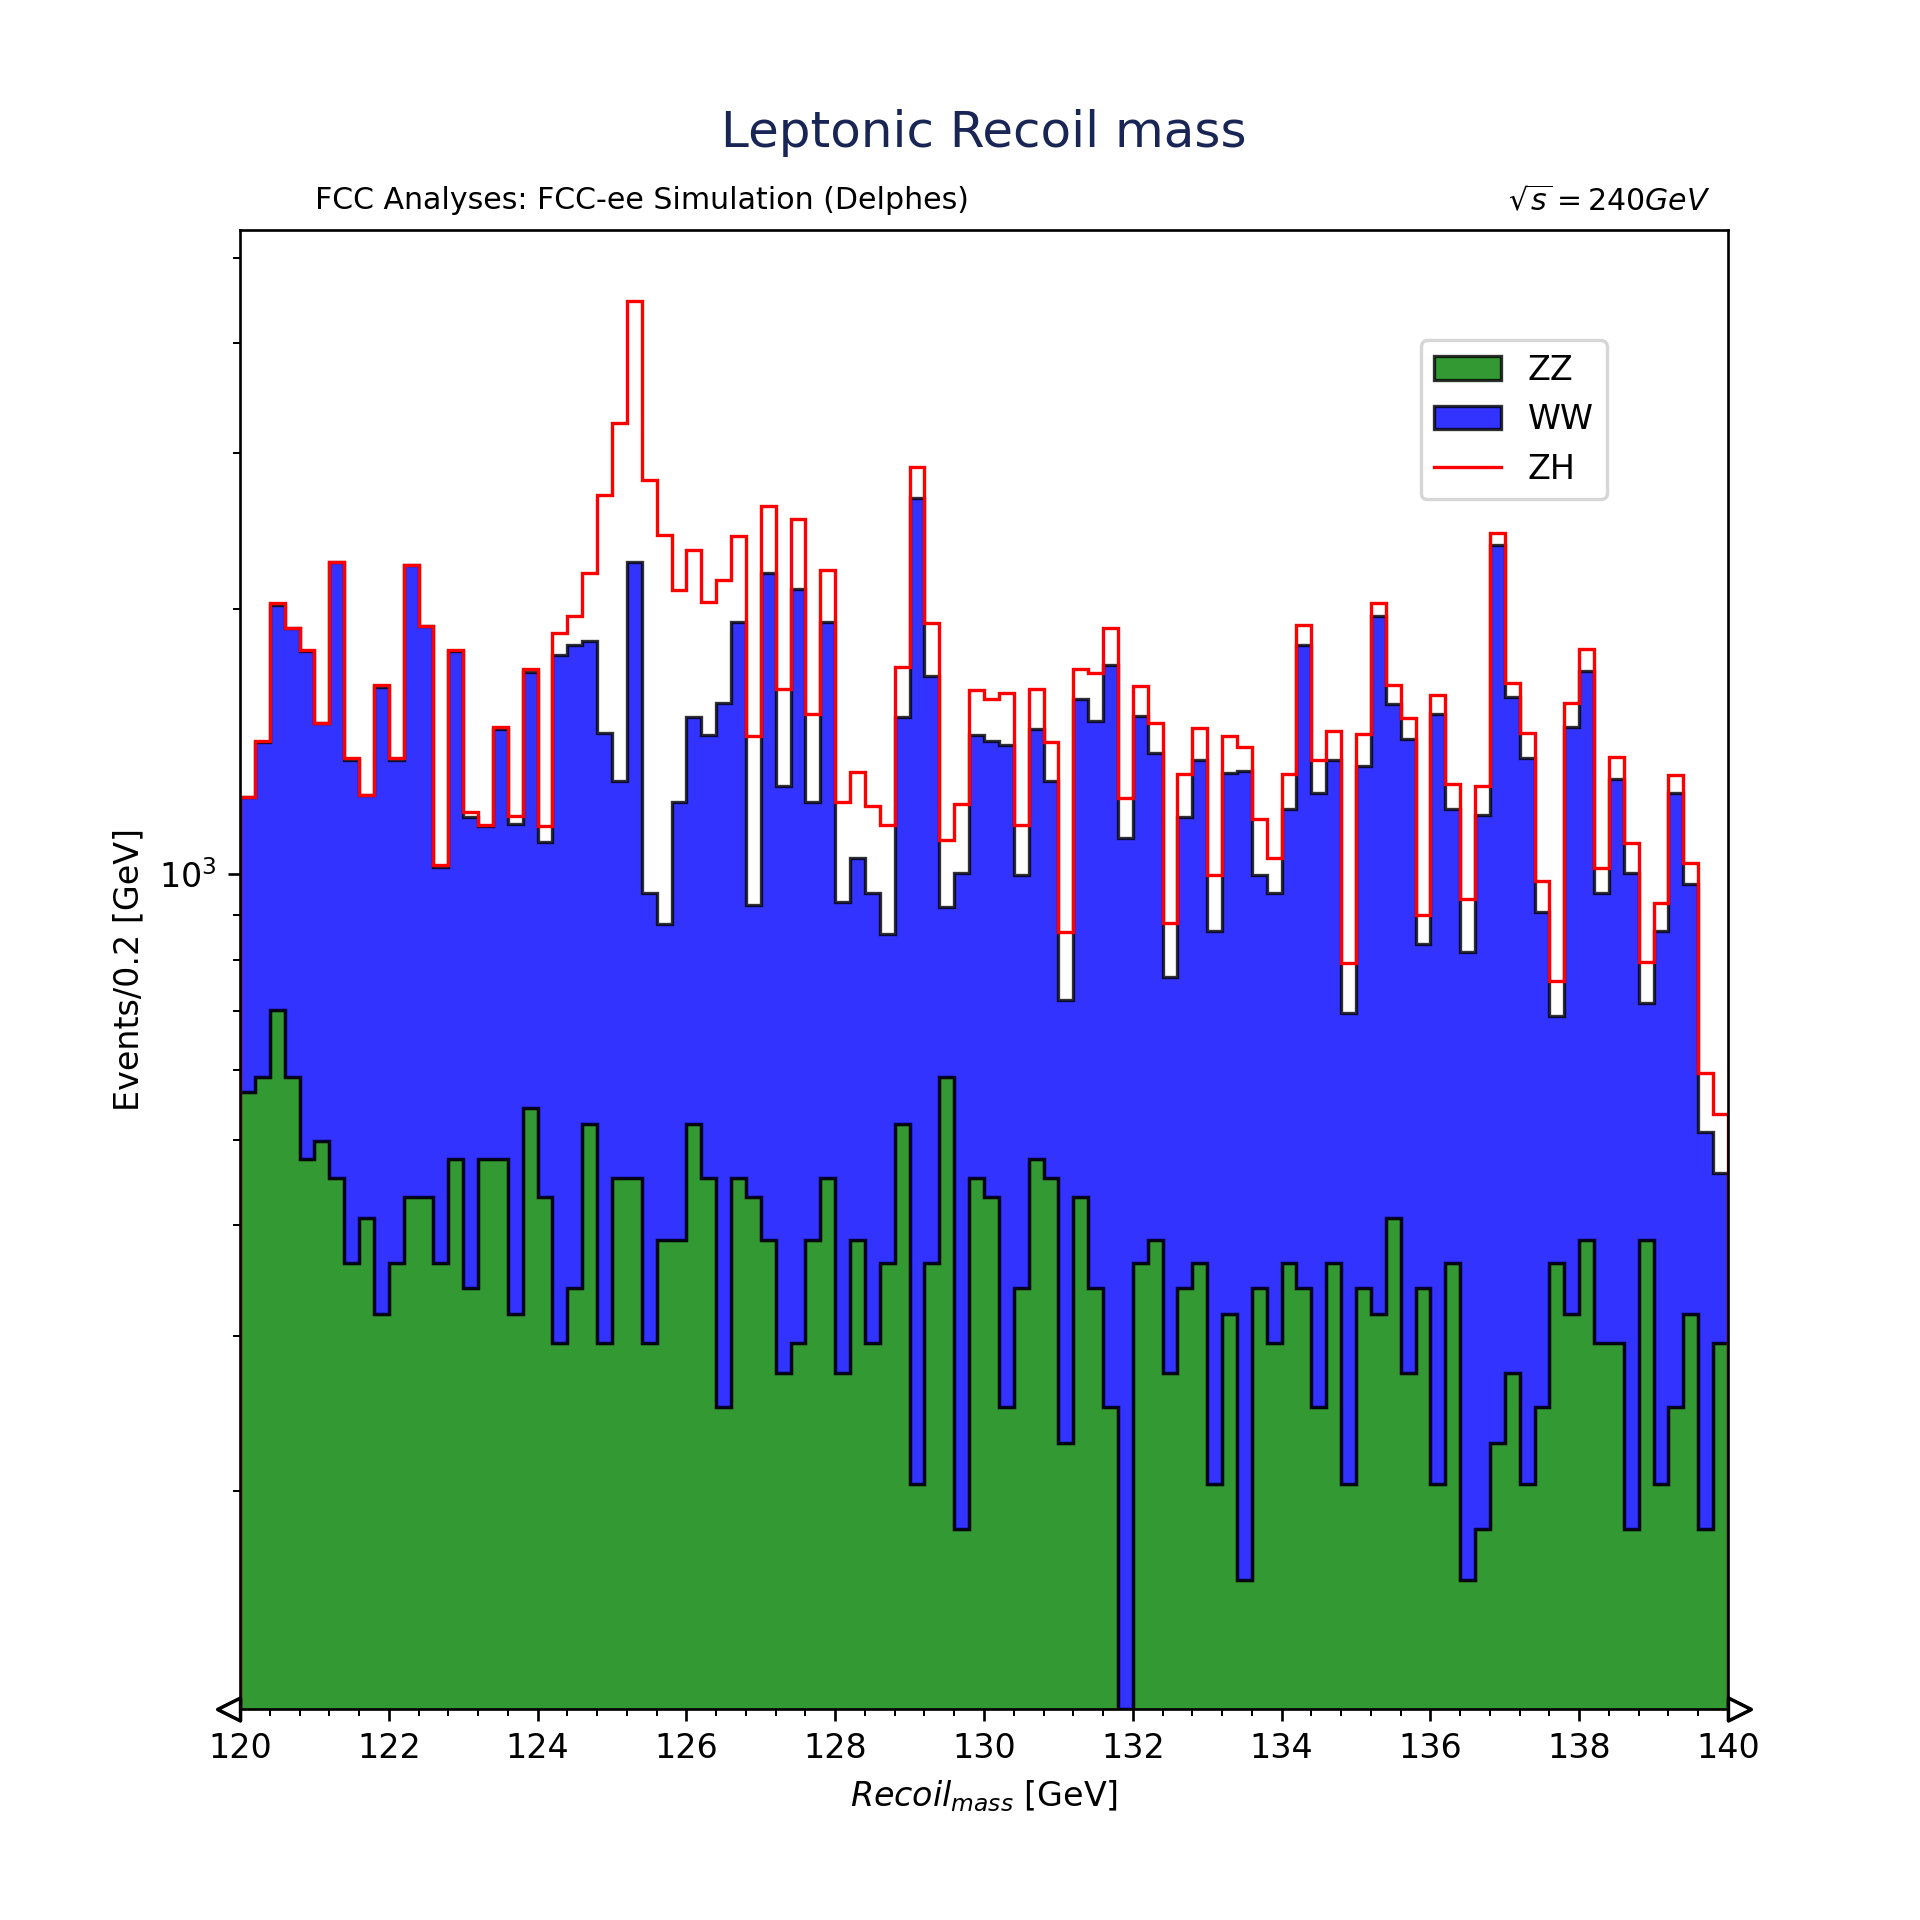 Leptonic Recoil mass
FCC Analyses: FCC-ee Simulation (Delphes)
√s = 240GeV
ZZ
WW
ZH
Events/0.2 [GeV]
10³
120 122 124 126 128 130 132 134 136 138 140
Recoil_mass [GeV]